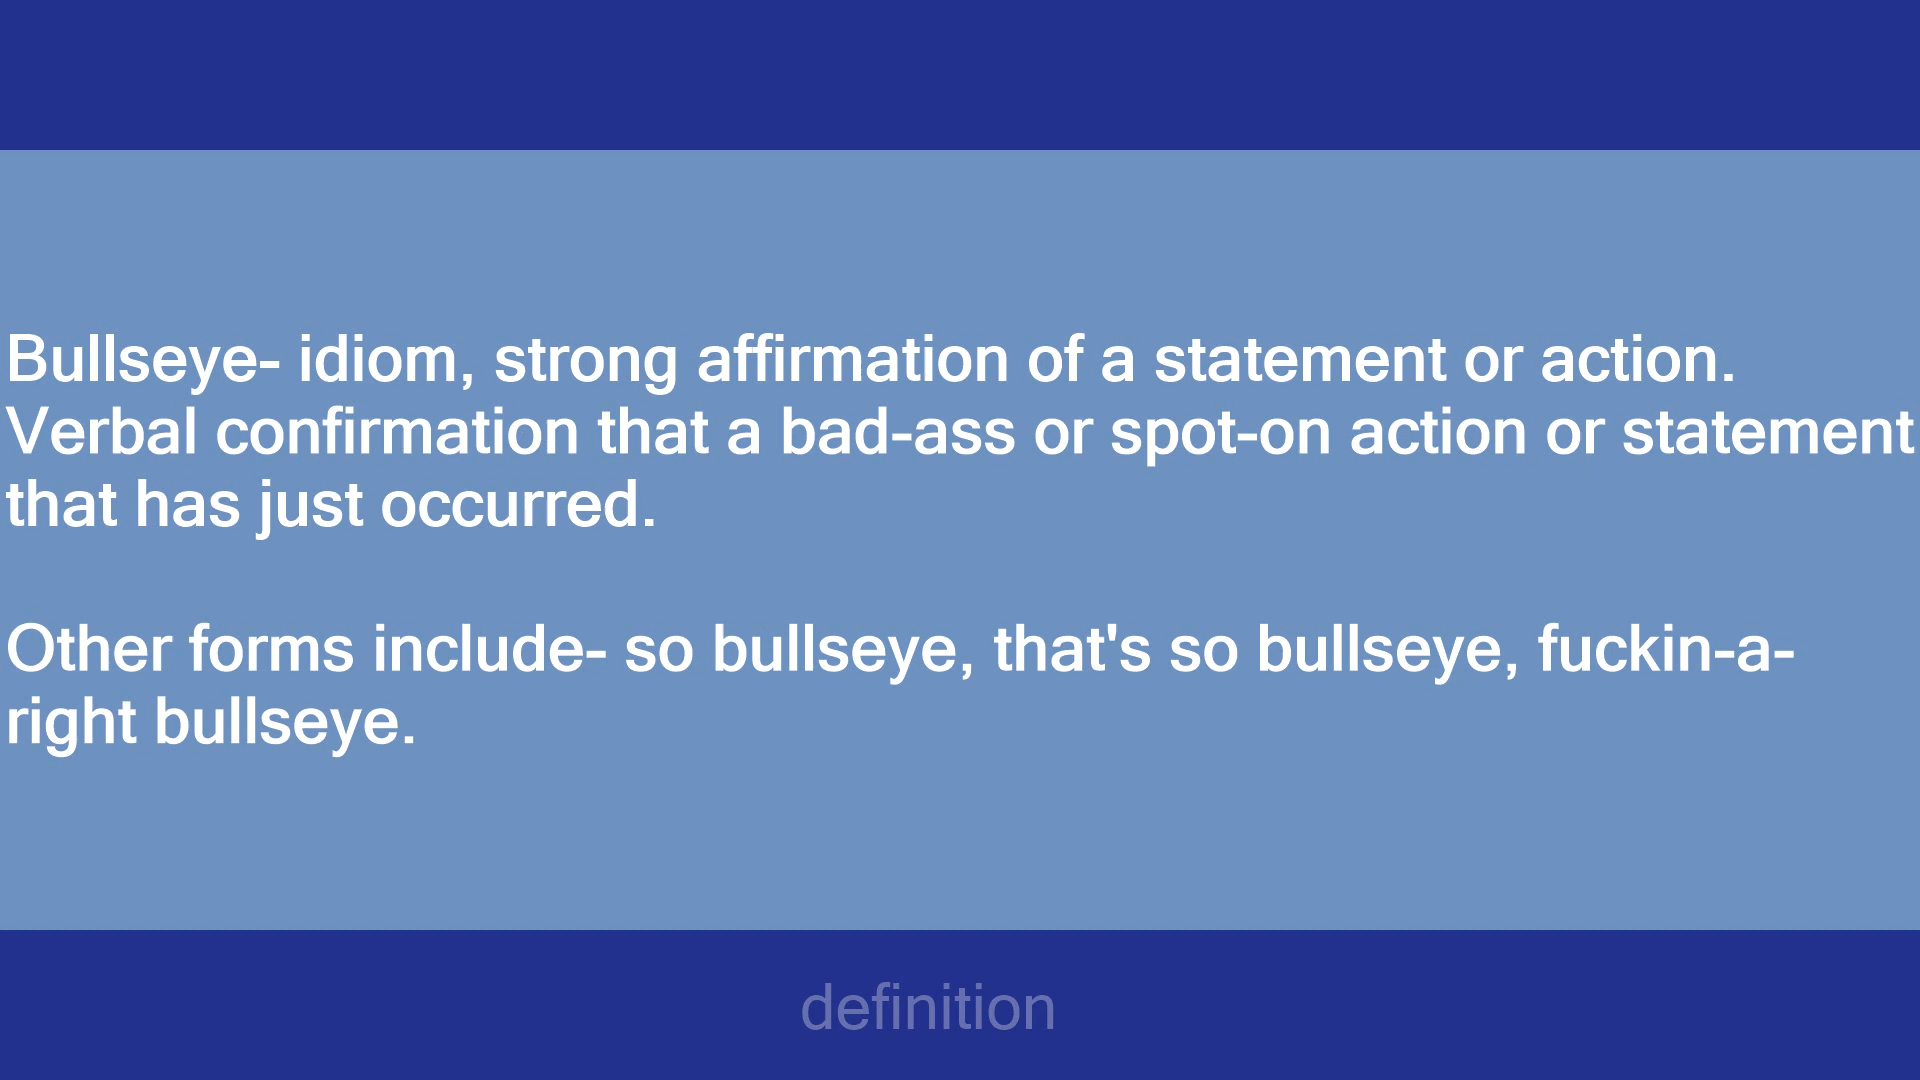 Bullseye- idiom, strong affirmation of a statement or action.
Verbal confirmation that a bad-ass or spot-on action or statement
that has just occurred.
Other forms include- so bullseye, that's so bullseye, fuckin-a-
right bullseye.
definition